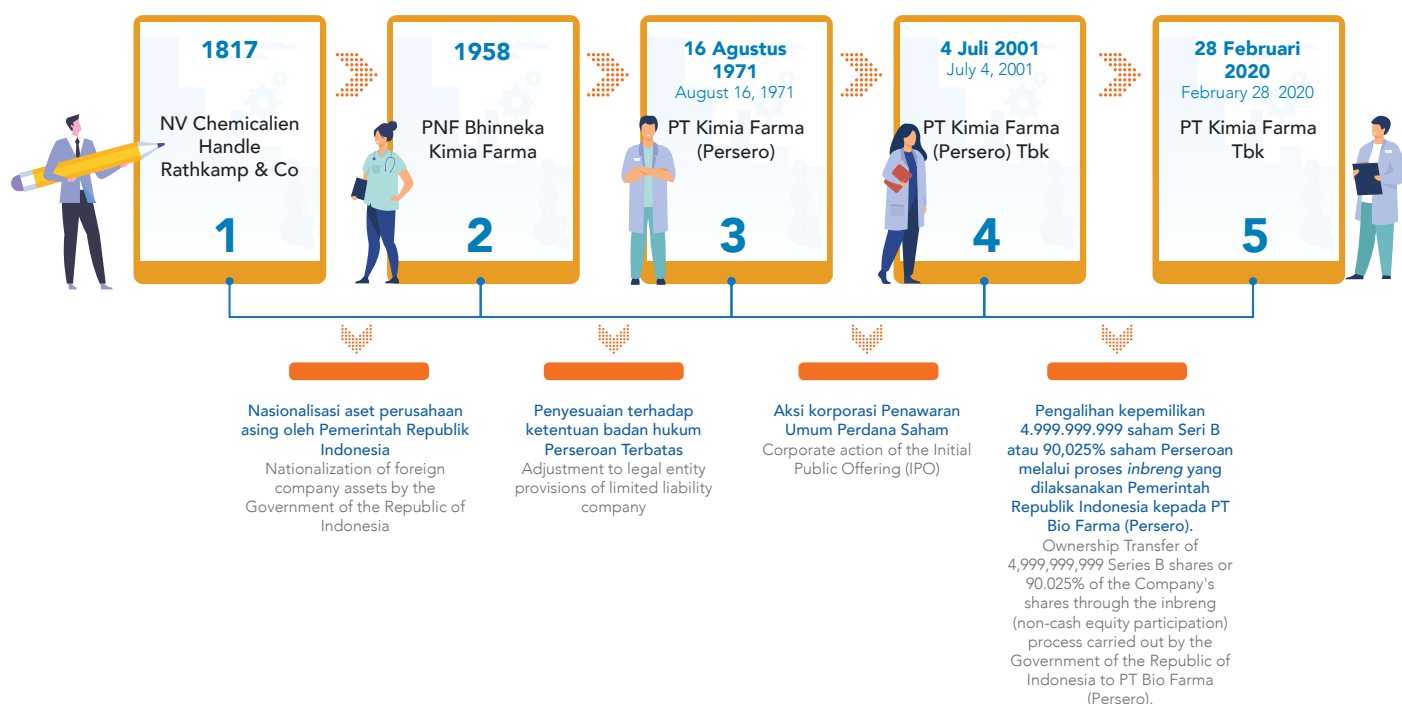 1817
NV Chemicalien
Handle
Rathkamp & Co
1
1958
PNF Bhinneka
Kimia Farma
2
16 Agustus
1971
August 16, 1971
PT Kimia Farma
(Persero)
3
4 Juli 2001
July 4, 2001
PT Kimia Farma
(Persero) Tbk
4
28 Februari
2020
February 28 2020
PT Kimia Farma
Tbk
5
Nasionalisasi aset perusahaan
asing oleh Pemerintah Republik
Indonesia
Nationalization of foreign
company assets by the
Government of the Republic of
Indonesia
Penyesuaian terhadap
ketentuan badan hukum
Perseroan Terbatas
Adjustment to legal entity
provisions of limited liability
company
Aksi korporasi Penawaran
Umum Perdana Saham
Corporate action of the Initial
Public Offering (IPO)
Pengalihan kepemilikan
4.999.999.999 saham Seri B
atau 90,025% saham Perseroan
melalui proses inbreng yang
dilaksanakan Pemerintah
Republik Indonesia kepada PT
Bio Farma (Persero).
Ownership Transfer of
4,999,999,999 Series B shares or
90.025% of the Company's
shares through the inbreng
(non-cash equity participation)
process carried out by the
Government of the Republic of
Indonesia to PT Bio Farma
(Persero).